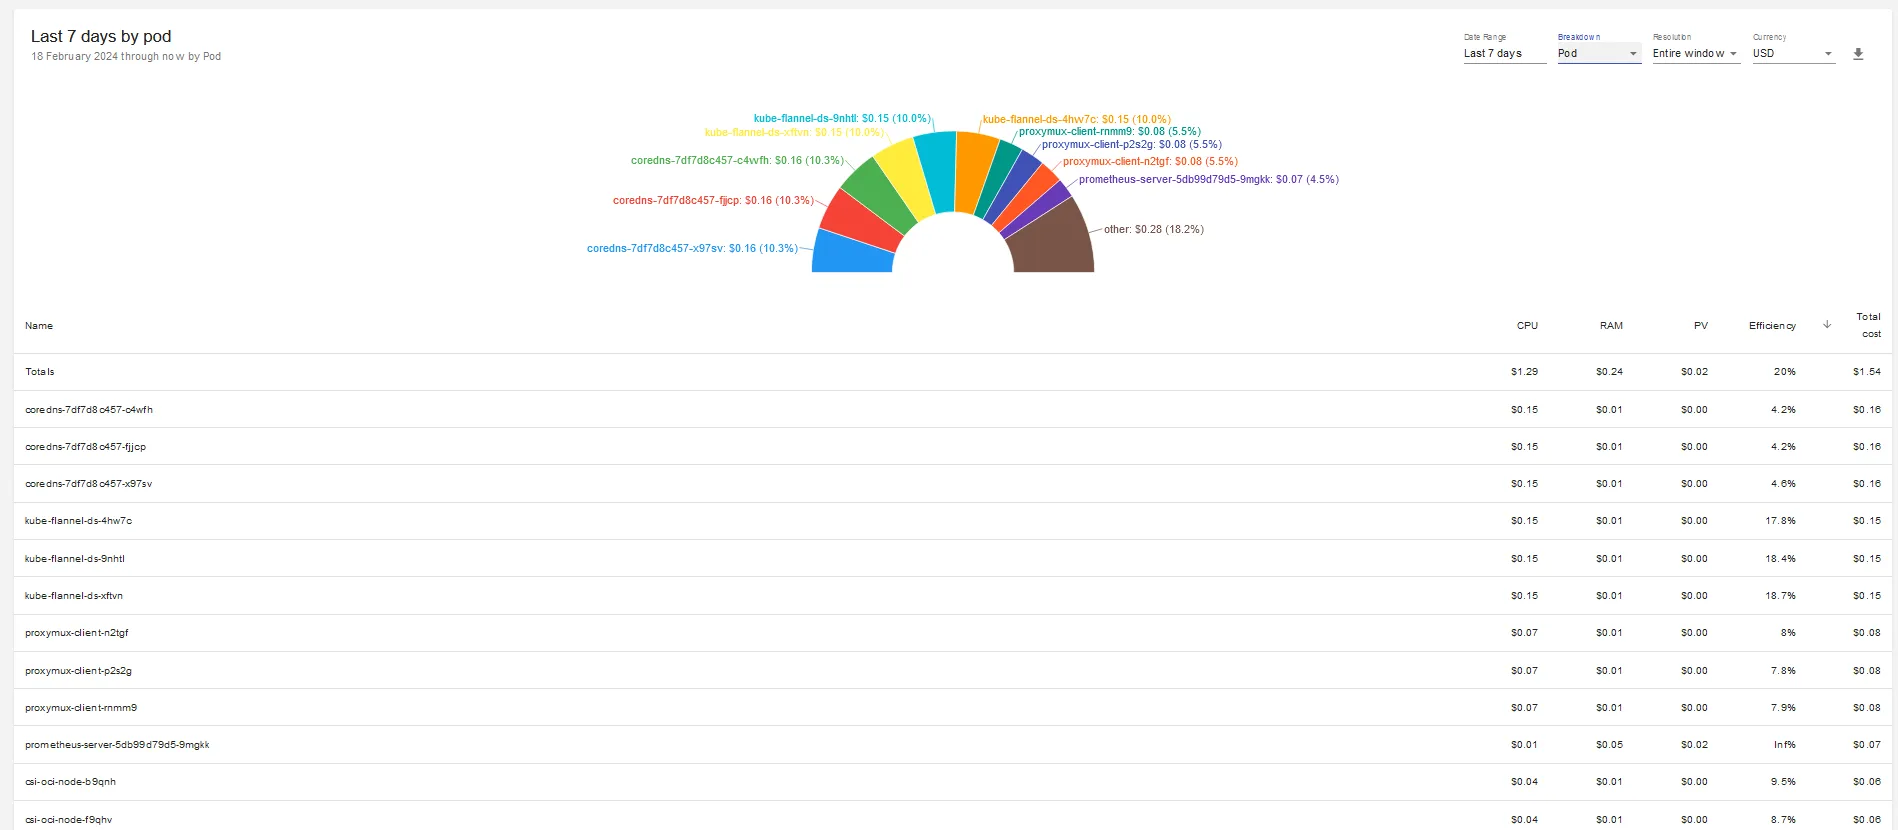 Last 7 days by pod
18 February 2024 through now by Pod
Date Range
Last 7 days
Breakdown
Pod
Resolution
Entire window
Currency
USD
kube-flannel-ds-9nhtl: $0.15 (10.0%)
kube-flannel-ds-4hw7c: $0.15 (10.0%)
kube-flannel-ds-xftvn: $0.15 (10.0%)
proxymux-client-rnmm9: $0.08 (5.5%)
proxymux-client-p2s2g: $0.08 (5.5%)
coredns-7df7d8c457-c4wfh: $0.16 (10.3%)
proxymux-client-n2tgf: $0.08 (5.5%)
prometheus-server-5db99d79d5-9mgkk: $0.07 (4.5%)
coredns-7df7d8c457-fjjcp: $0.16 (10.3%)
other: $0.28 (18.2%)
coredns-7df7d8c457-x97sv: $0.16 (10.3%)
Name CPU RAM PV Efficiency Total cost
Totals $1.29 $0.24 $0.02 20% $1.54
coredns-7df7d8c457-c4wfh $0.15 $0.01 $0.00 4.2% $0.16
coredns-7df7d8c457-fjjcp $0.15 $0.01 $0.00 4.2% $0.16
coredns-7df7d8c457-x97sv $0.15 $0.01 $0.00 4.6% $0.16
kube-flannel-ds-4hw7c $0.15 $0.01 $0.00 17.8% $0.15
kube-flannel-ds-9nhtl $0.15 $0.01 $0.00 18.4% $0.15
kube-flannel-ds-xftvn $0.15 $0.01 $0.00 18.7% $0.15
proxymux-client-n2tgf $0.07 $0.01 $0.00 8% $0.08
proxymux-client-p2s2g $0.07 $0.01 $0.00 7.8% $0.08
proxymux-client-rnmm9 $0.07 $0.01 $0.00 7.9% $0.08
prometheus-server-5db99d79d5-9mgkk $0.01 $0.05 $0.02 Inf% $0.07
csi-oci-node-b9qnh $0.04 $0.01 $0.00 9.5% $0.06
csi-oci-node-f9qhv $0.04 $0.01 $0.00 8.7% $0.06